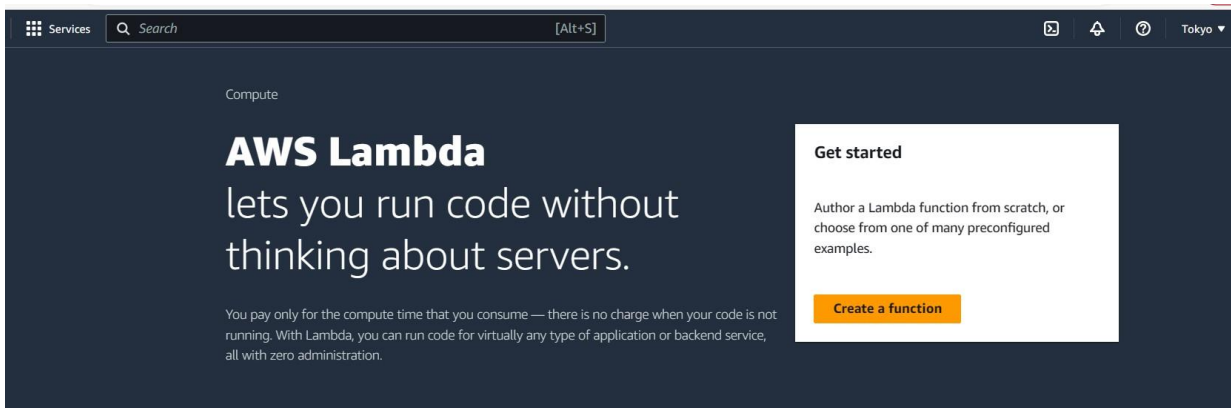 Services
Search
[Alt+S]
Tokyo
Compute
AWS Lambda
lets you run code without
thinking about servers.
You pay only for the compute time that you consume — there is no charge when your code is not
running. With Lambda, you can run code for virtually any type of application or backend service,
all with zero administration.
Get started
Author a Lambda function from scratch, or
choose from one of many preconfigured
examples.
Create a function